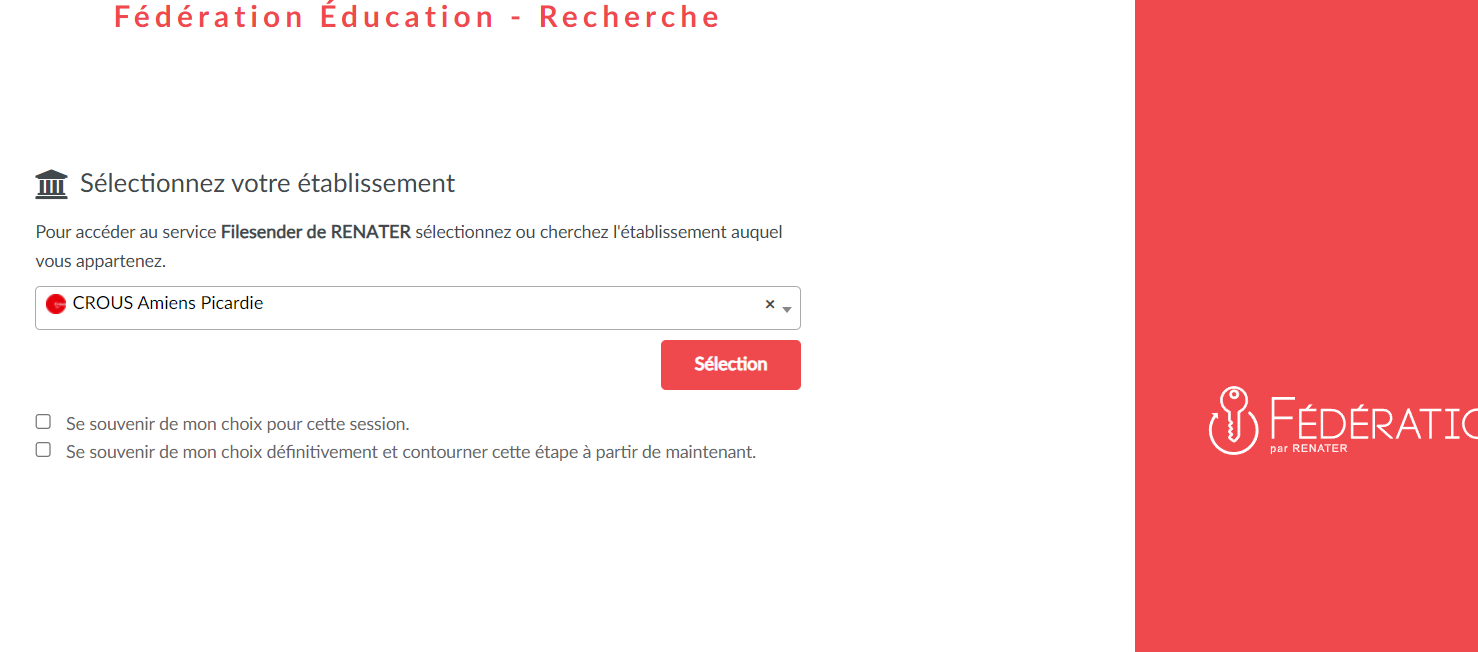 Fédération Éducation - Recherche
Sélectionnez votre établissement
Pour accéder au service Filesender de RENATER sélectionnez ou cherchez l'établissement auquel
vous appartenez.
CROUS Amiens Picardie
Sélection
Se souvenir de mon choix pour cette session.
Se souvenir de mon choix définitivement et contourner cette étape à partir de maintenant.
FÉDÉRATIO
par RENATER